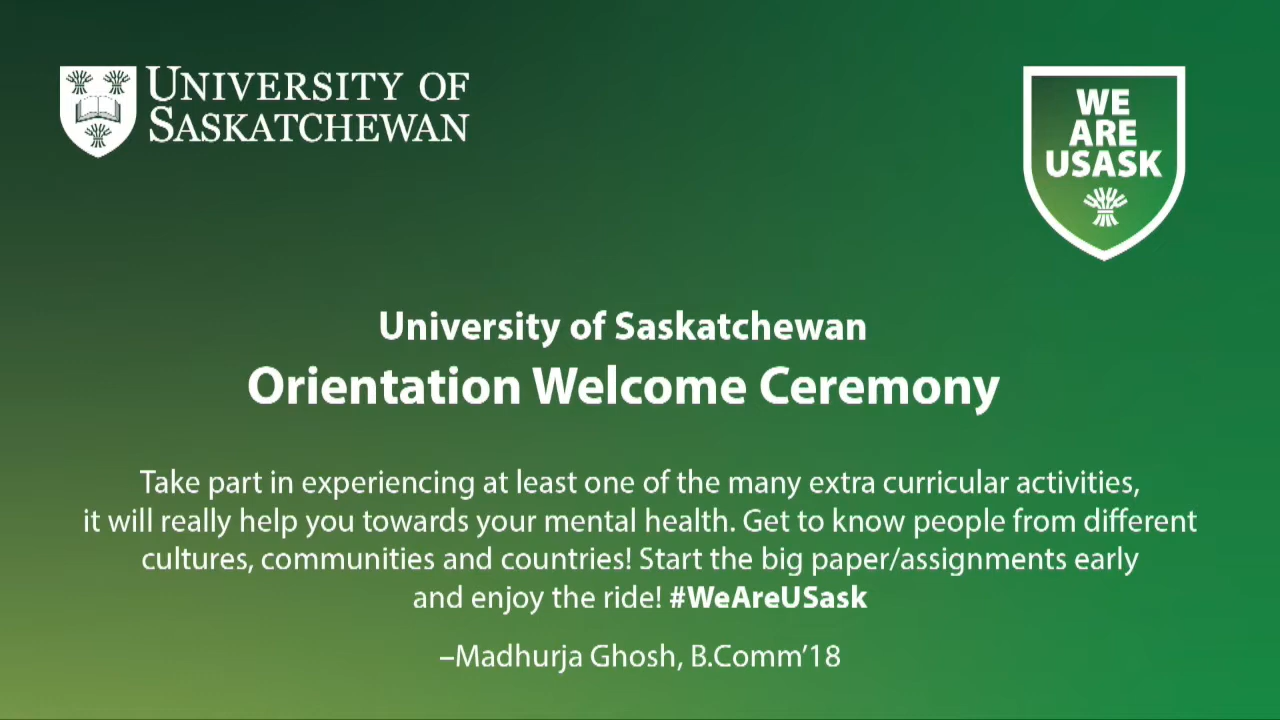 UNIVERSITY OF
SASKATCHEWAN
WE
ARE
USASK
University of Saskatchewan
Orientation Welcome Ceremony
Take part in experiencing at least one of the many extra curricular activities,
it will really help you towards your mental health. Get to know people from different
cultures, communities and countries! Start the big paper/assignments early
and enjoy the ride! #WeAreUSask
–Madhurja Ghosh, B.Comm’18